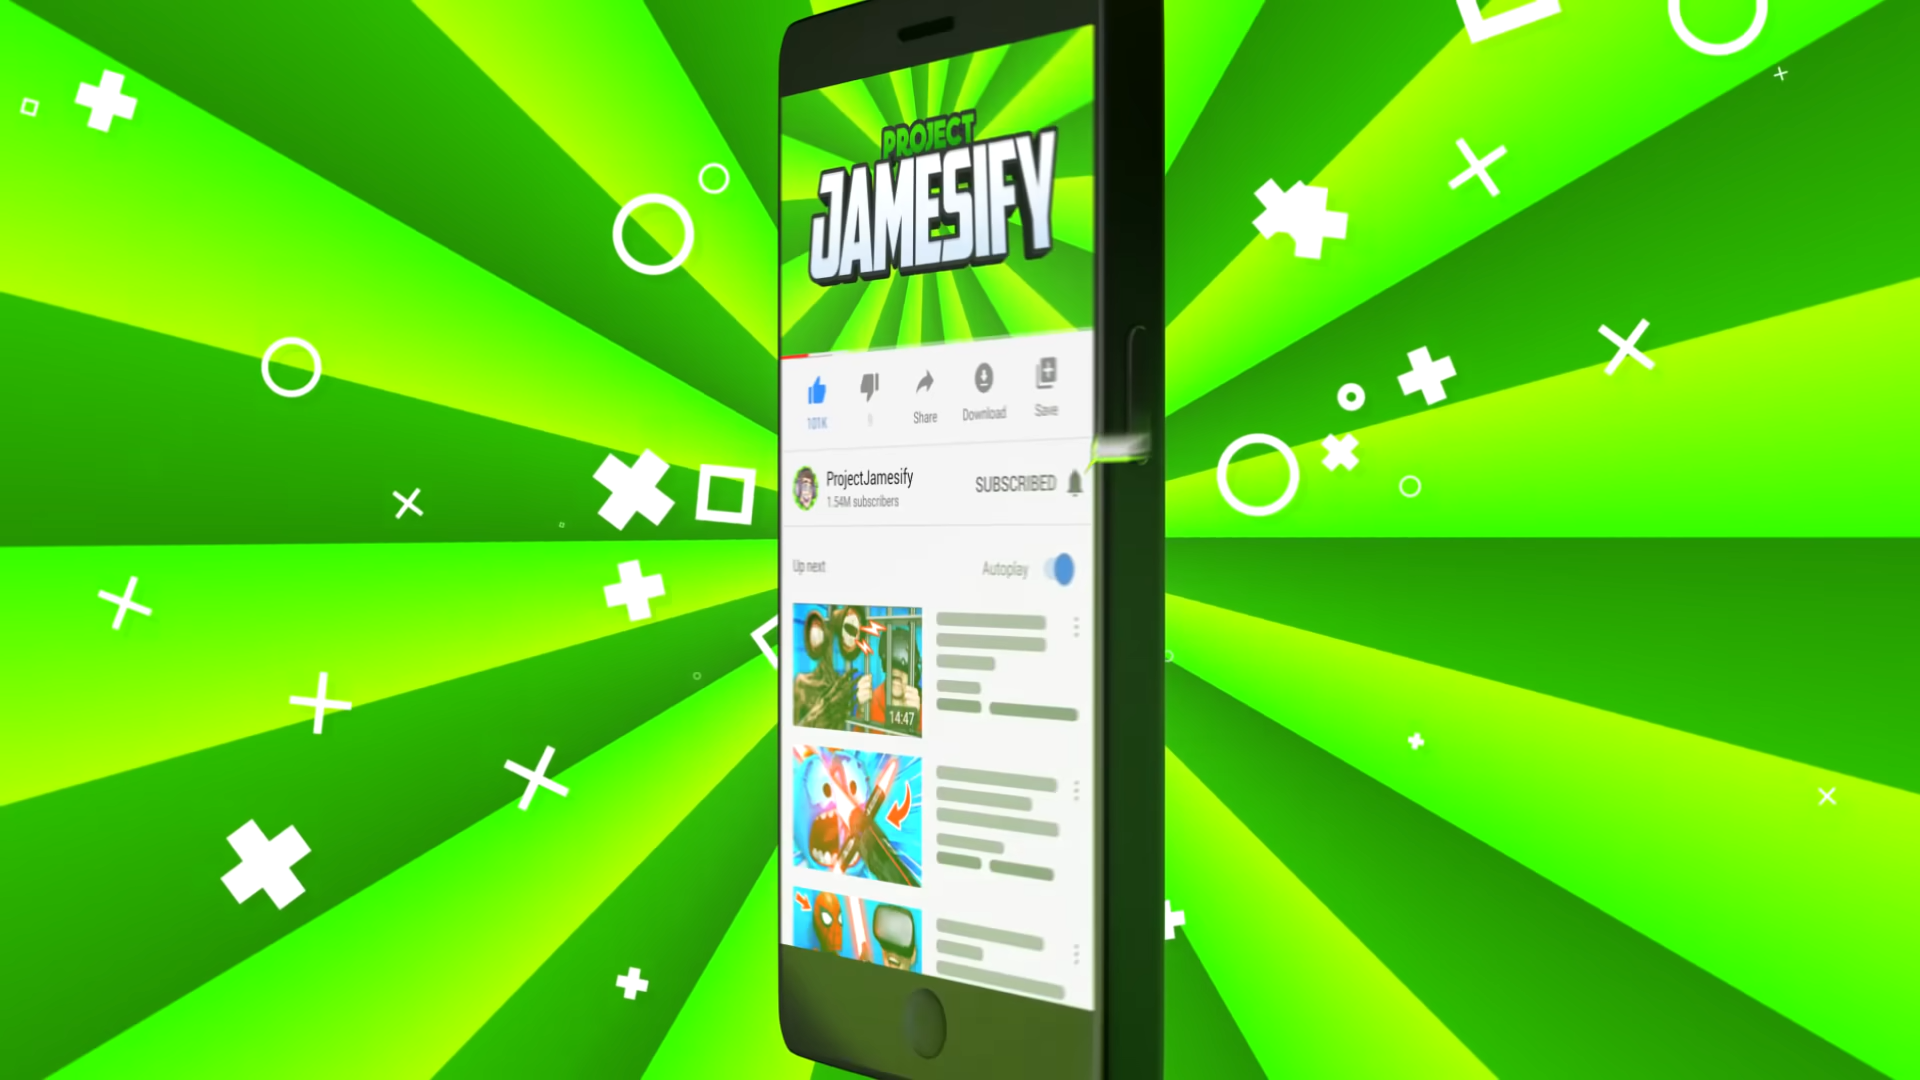 PROJECT
JAMESIFY
101K
Share
Download
Save
ProjectJamesify
SUBSCRIBED
1.54M subscribers
Up next
Autoplay
14:47